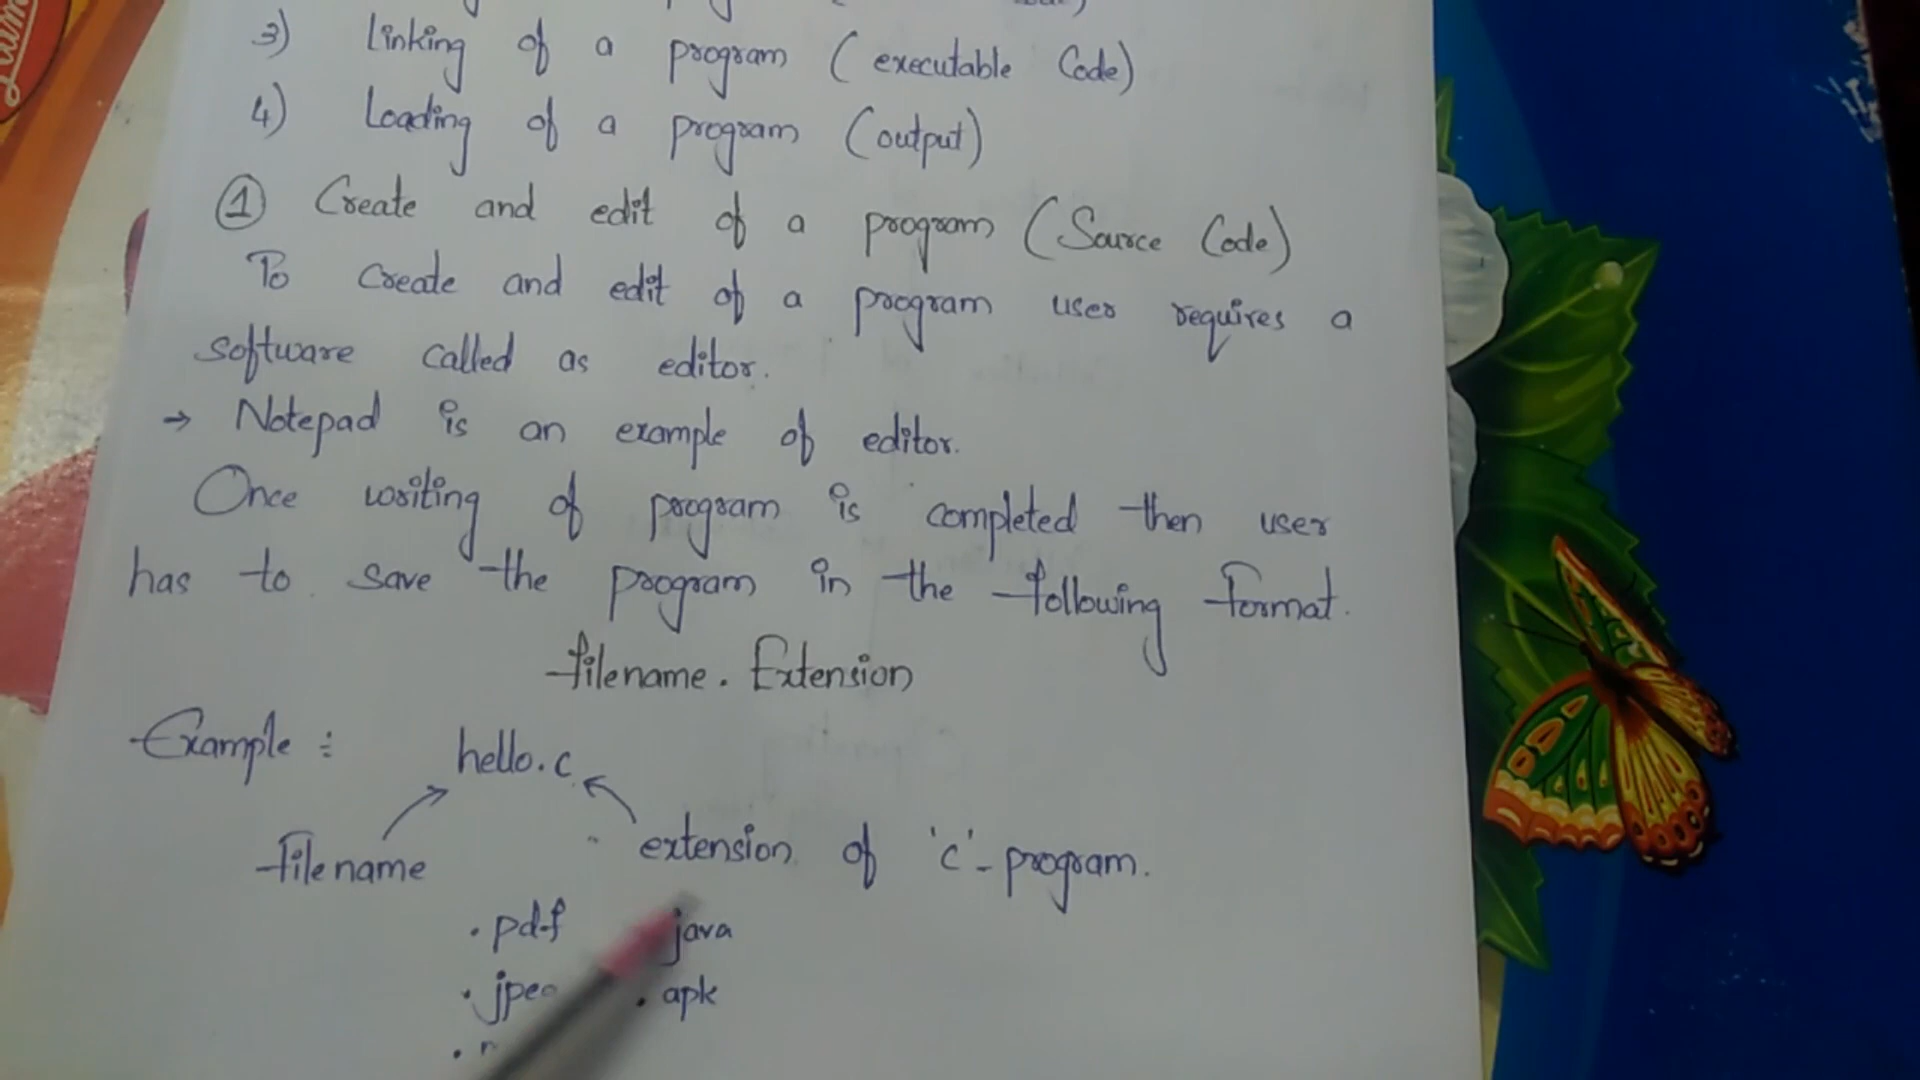 3) Linking of a program (executable Code)
4) Loading of a program (output)
① Create and edit of a program (Source Code)
To create and edit of a program user requires a
software called as editor.
→ Notepad is an example of editor.
Once writing of program is completed then user
has to save the program in the following format.
filename. Extension
Example :
hello.c
filename
extension of 'c'-program.
.pdf java
.jpe .apk